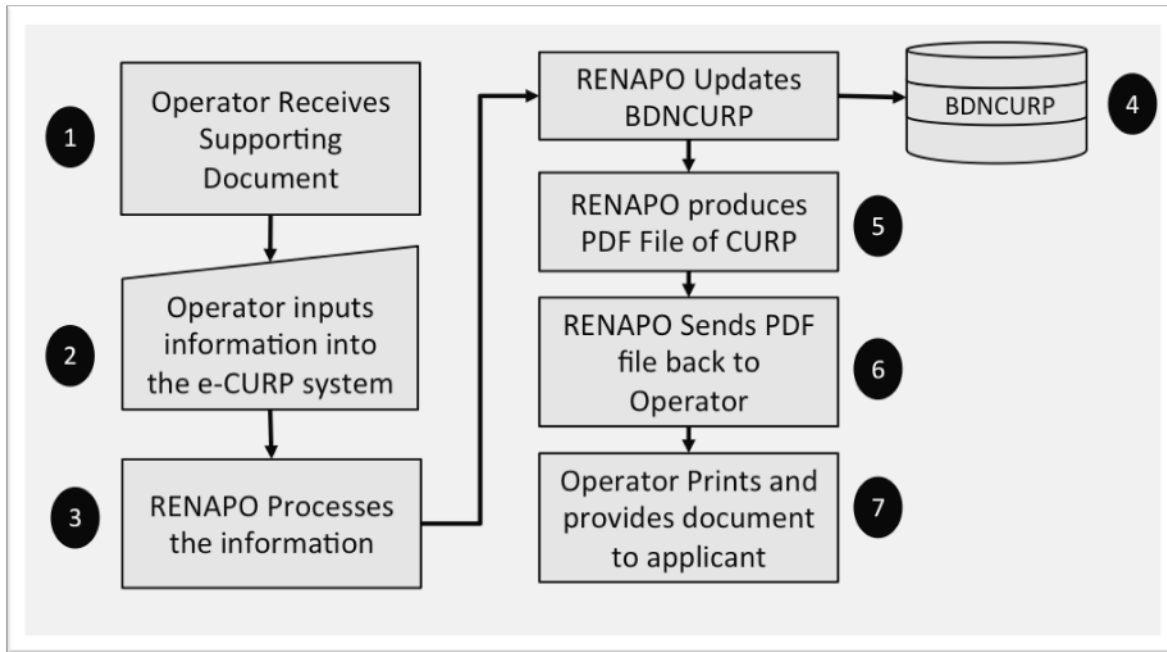 1
Operator Receives
Supporting
Document
2
Operator inputs
information into
the e-CURP system
3
RENAPO Processes
the information
RENAPO Updates
BDNCURP
BDNCURP
4
RENAPO produces
PDF File of CURP
5
RENAPO Sends PDF
file back to
Operator
6
Operator Prints and
provides document
to applicant
7